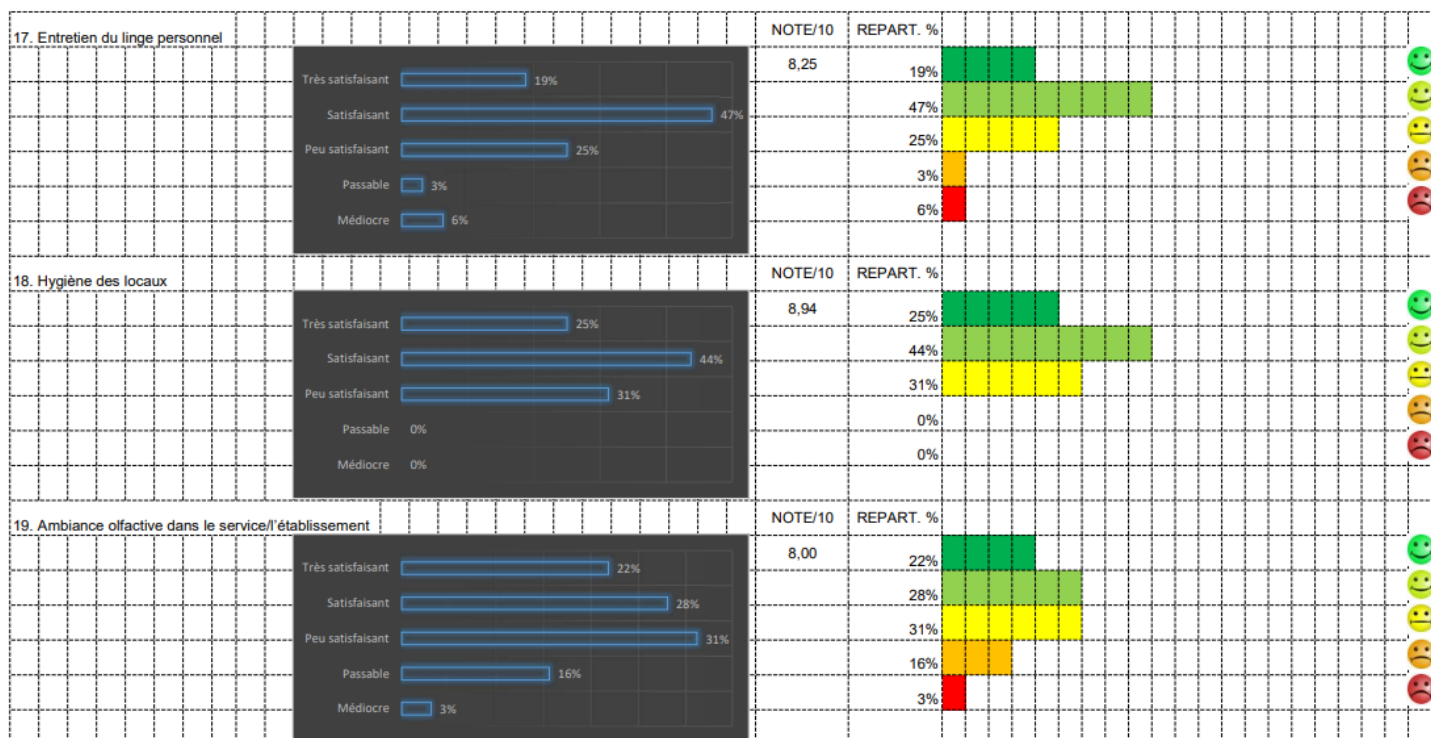 17. Entretien du linge personnel
NOTE/10 REPART. %
8,25
Très satisfaisant 19% 19%
Satisfaisant 47% 47%
Peu satisfaisant 25% 25%
Passable 3% 3%
Médiocre 6% 6%
18. Hygiène des locaux
NOTE/10 REPART. %
8,94
Très satisfaisant 25% 25%
Satisfaisant 44% 44%
Peu satisfaisant 31% 31%
Passable 0% 0%
Médiocre 0% 0%
19. Ambiance olfactive dans le service/l'établissement
NOTE/10 REPART. %
8,00
Très satisfaisant 22% 22%
Satisfaisant 28% 28%
Peu satisfaisant 31% 31%
Passable 16% 16%
Médiocre 3% 3%